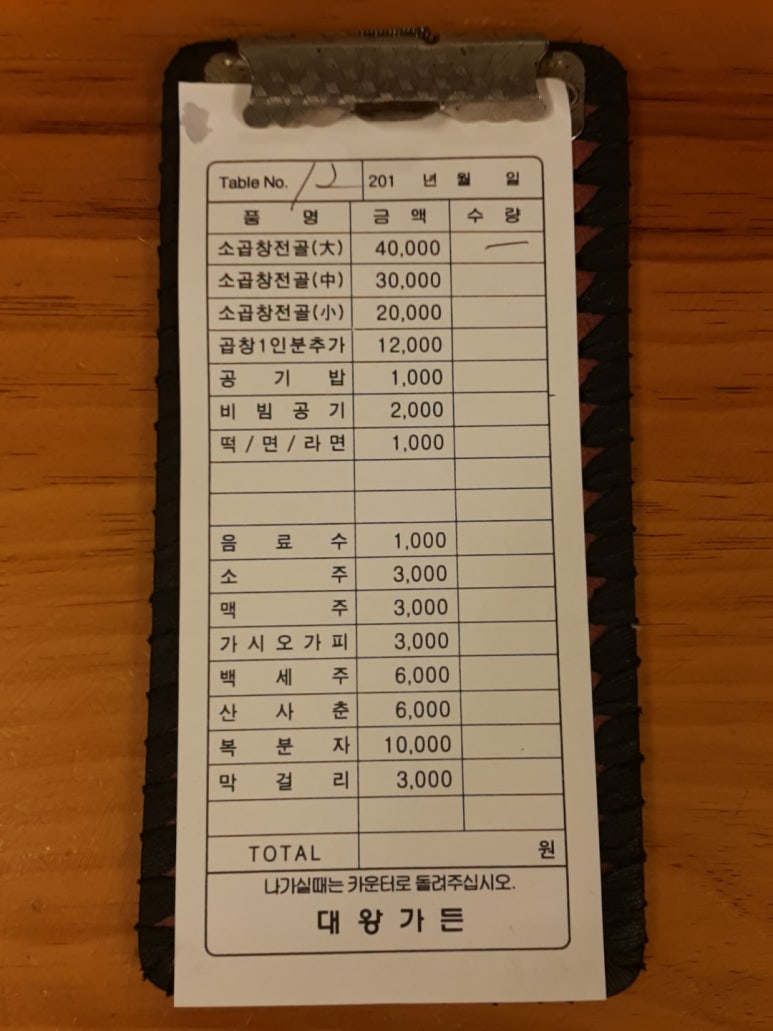 Table No. 12 201 년 월 일
품 명 금 액 수 량
소곱창전골(大) 40,000 一
소곱창전골(中) 30,000
소곱창전골(小) 20,000
곱창1인분추가 12,000
공 기 밥 1,000
비 빔 공 기 2,000
떡 / 면 / 라 면 1,000
음 료 수 1,000
소 주 3,000
맥 주 3,000
가 시 오 가 피 3,000
백 세 주 6,000
산 사 춘 6,000
복 분 자 10,000
막 걸 리 3,000
TOTAL 원
나가실때는 카운터로 돌려주십시오.
대 왕 가 든